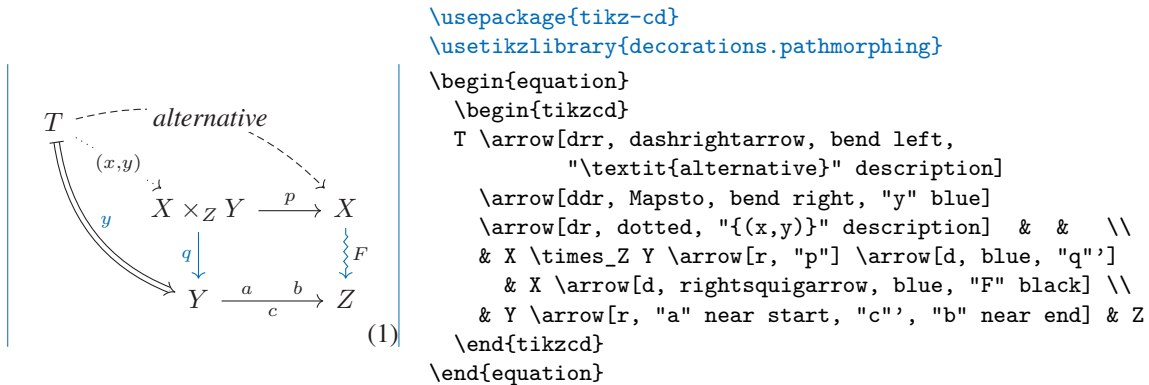 T alternative
(x,y)
X ×Z Y p X
y q F
Y a b Z
c
(1)
\usepackage{tikz-cd}
\usetikzlibrary{decorations.pathmorphing}
\begin{equation}
\begin{tikzcd}
T \arrow[drr, dashrightarrow, bend left,
"\textit{alternative}" description]
\arrow[ddr, Mapsto, bend right, "y" blue]
\arrow[dr, dotted, "{(x,y)}" description] & & \\
& X \times_Z Y \arrow[r, "p"] \arrow[d, blue, "q"']
& X \arrow[d, rightsquigarrow, blue, "F" black] \\
& Y \arrow[r, "a" near start, "c"', "b" near end] & Z
\end{tikzcd}
\end{equation}